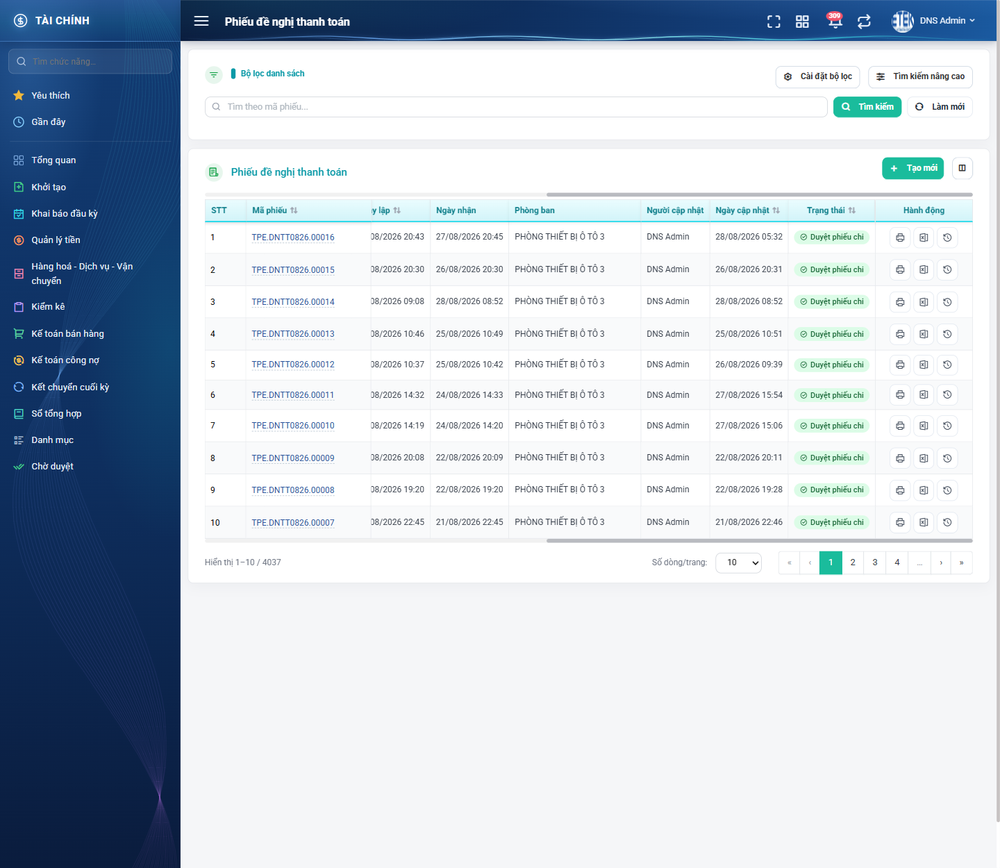 TÀI CHÍNH
Phiếu đề nghị thanh toán
309
DNS Admin
Tìm chức năng...
Yêu thích
Gần đây
Tổng quan
Khởi tạo
Khai báo đầu kỳ
Quản lý tiền
Hàng hoá - Dịch vụ - Vận
chuyển
Kiểm kê
Kế toán bán hàng
Kế toán công nợ
Kết chuyển cuối kỳ
Sổ tổng hợp
Danh mục
Chờ duyệt
Bộ lọc danh sách
Cài đặt bộ lọc
Tìm kiếm nâng cao
Tìm theo mã phiếu...
Tìm kiếm
Làm mới
Phiếu đề nghị thanh toán
Tạo mới
STT Mã phiếu y lập Ngày nhận Phòng ban Người cập nhật Ngày cập nhật Trạng thái Hành động
1 TPE.DNTT0826.00016 08/2026 20:43 27/08/2026 20:45 PHÒNG THIẾT BỊ Ô TÔ 3 DNS Admin 28/08/2026 05:32 Duyệt phiếu chi
2 TPE.DNTT0826.00015 08/2026 20:30 26/08/2026 20:30 PHÒNG THIẾT BỊ Ô TÔ 3 DNS Admin 26/08/2026 20:31 Duyệt phiếu chi
3 TPE.DNTT0826.00014 08/2026 09:08 28/08/2026 08:52 PHÒNG THIẾT BỊ Ô TÔ 3 DNS Admin 28/08/2026 08:52 Duyệt phiếu chi
4 TPE.DNTT0826.00013 08/2026 10:46 25/08/2026 10:49 PHÒNG THIẾT BỊ Ô TÔ 3 DNS Admin 25/08/2026 10:51 Duyệt phiếu chi
5 TPE.DNTT0826.00012 08/2026 10:37 25/08/2026 10:42 PHÒNG THIẾT BỊ Ô TÔ 3 DNS Admin 26/08/2026 09:39 Duyệt phiếu chi
6 TPE.DNTT0826.00011 08/2026 14:32 24/08/2026 14:33 PHÒNG THIẾT BỊ Ô TÔ 3 DNS Admin 27/08/2026 15:54 Duyệt phiếu chi
7 TPE.DNTT0826.00010 08/2026 14:19 24/08/2026 14:20 PHÒNG THIẾT BỊ Ô TÔ 3 DNS Admin 27/08/2026 15:06 Duyệt phiếu chi
8 TPE.DNTT0826.00009 08/2026 20:08 22/08/2026 20:09 PHÒNG THIẾT BỊ Ô TÔ 3 DNS Admin 22/08/2026 20:11 Duyệt phiếu chi
9 TPE.DNTT0826.00008 08/2026 19:20 22/08/2026 19:20 PHÒNG THIẾT BỊ Ô TÔ 3 DNS Admin 22/08/2026 19:28 Duyệt phiếu chi
10 TPE.DNTT0826.00007 08/2026 22:45 21/08/2026 22:45 PHÒNG THIẾT BỊ Ô TÔ 3 DNS Admin 21/08/2026 22:46 Duyệt phiếu chi
Hiển thị 1–10 / 4037
Số dòng/trang: 10
« ‹ 1 2 3 4 ... › »